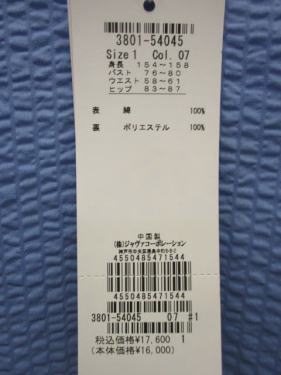 3801-54045
Size 1 Col. 07
身長 154~158
バスト 76~80
ウエスト 58~61
ヒップ 83~87
表 綿 100%
裏 ポリエステル 100%
中国製
(株)ジャヴァコーポレーション
4550485471544
4550485471544
3801-54045 07 #1
税込価格¥17,600 1
(本体価格¥16,000)